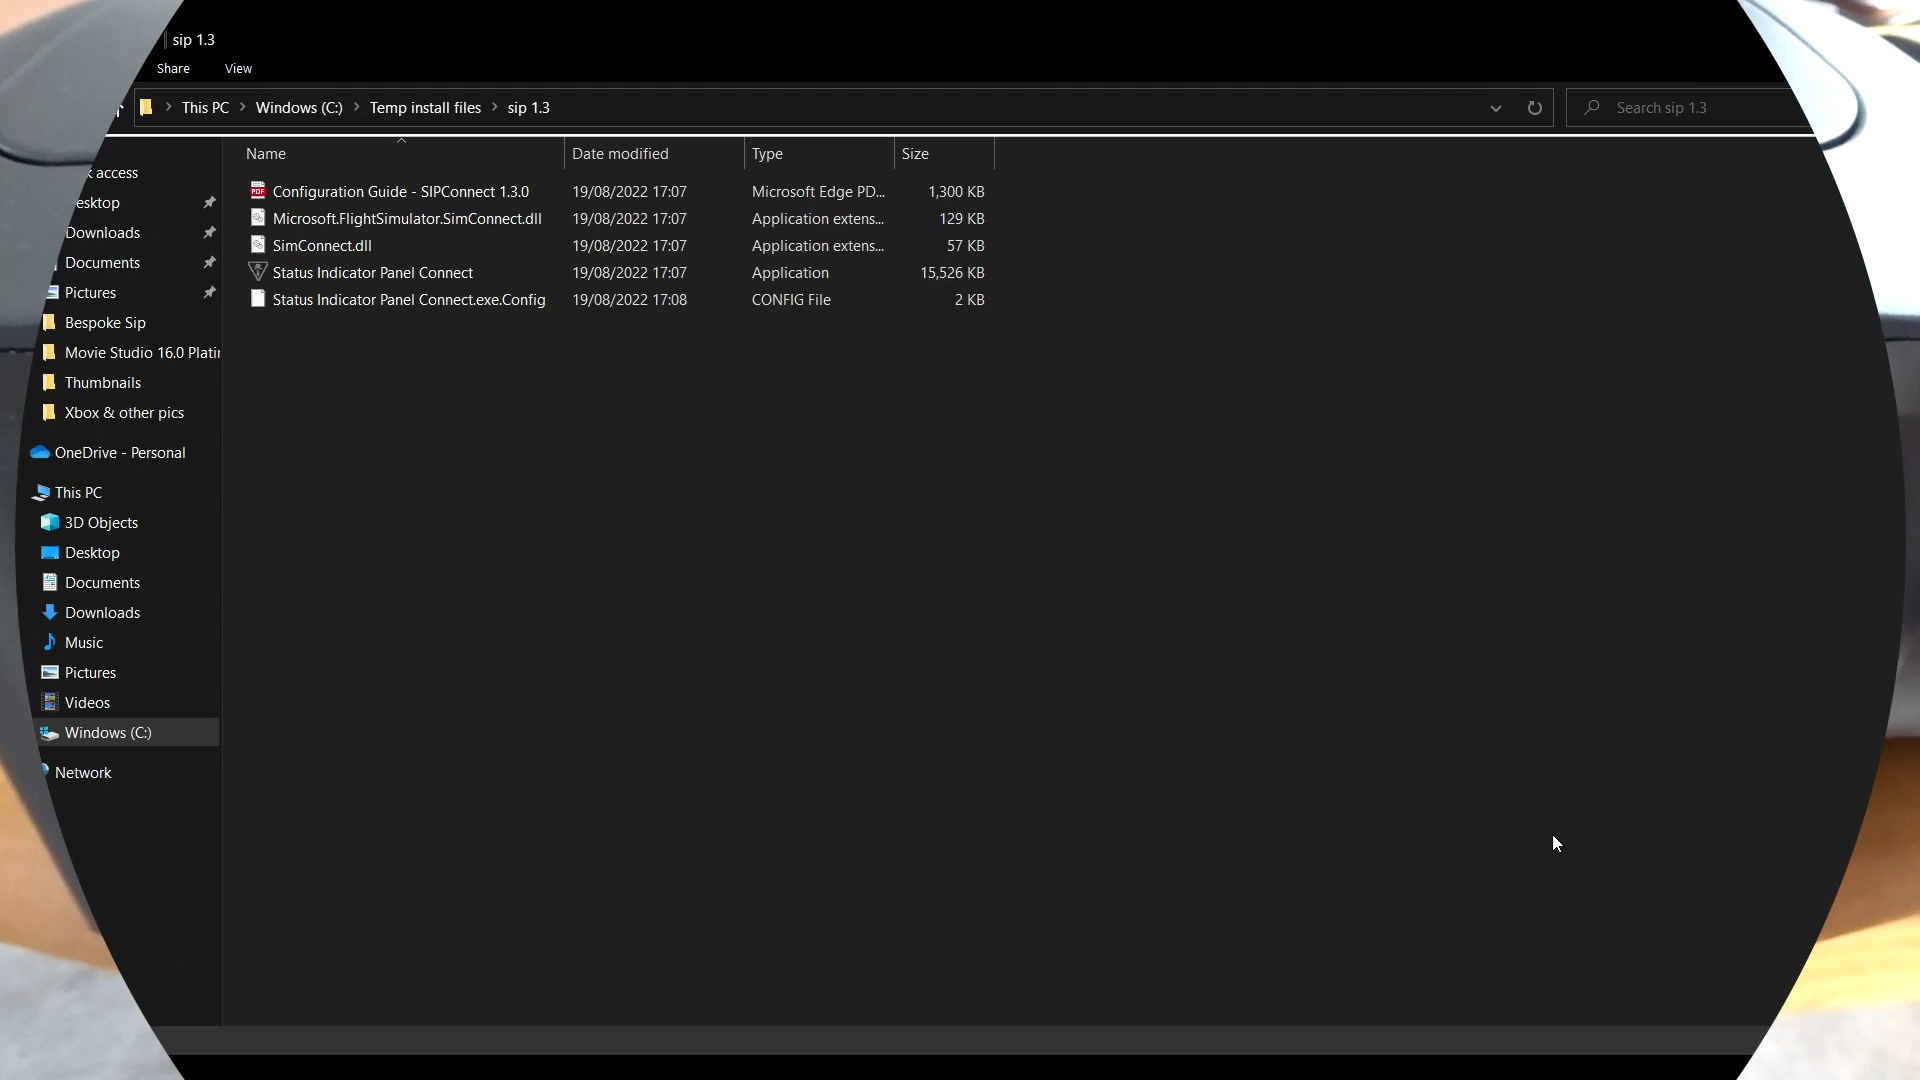 sip 1.3
Share View
This PC Windows (C:) Temp install files sip 1.3 Search sip 1.3
Name Date modified Type Size
Configuration Guide - SIPConnect 1.3.0 19/08/2022 17:07 Microsoft Edge PD... 1,300 KB
Microsoft.FlightSimulator.SimConnect.dll 19/08/2022 17:07 Application extens... 129 KB
SimConnect.dll 19/08/2022 17:07 Application extens... 57 KB
Status Indicator Panel Connect 19/08/2022 17:07 Application 15,526 KB
Status Indicator Panel Connect.exe.Config 19/08/2022 17:08 CONFIG File 2 KB
access
esktop
Downloads
Documents
Pictures
Bespoke Sip
Movie Studio 16.0 Platin
Thumbnails
Xbox & other pics
OneDrive - Personal
This PC
3D Objects
Desktop
Documents
Downloads
Music
Pictures
Videos
Windows (C:)
Network